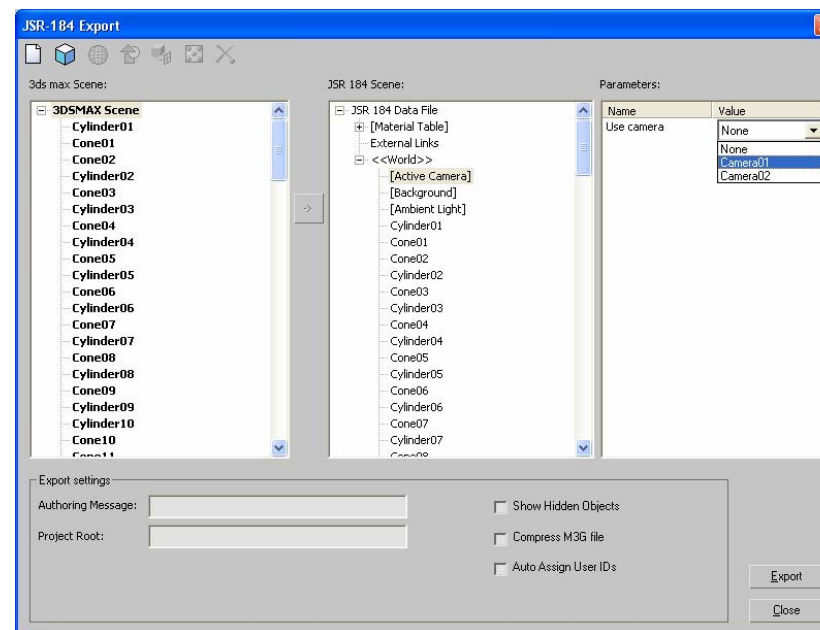 JSR-184 Export
3ds max Scene:
3DSMAX Scene
Cylinder01
Cone01
Cone02
Cylinder02
Cone03
Cylinder03
Cone04
Cylinder04
Cone05
Cylinder05
Cone06
Cylinder06
Cone07
Cylinder07
Cone08
Cylinder08
Cone09
Cylinder09
Cylinder10
Cone10
Cone11
->
JSR 184 Scene:
JSR 184 Data File
[Material Table]
External Links
<<World>>
[Active Camera]
[Background]
[Ambient Light]
Cylinder01
Cone01
Cone02
Cylinder02
Cone03
Cylinder03
Cone04
Cylinder04
Cone05
Cylinder05
Cone06
Cylinder06
Cone07
Cylinder07
Cone08
Parameters:
Name Value
Use camera None
None
Camera01
Camera02
Export settings
Authoring Message:
Project Root:
Show Hidden Objects
Compress M3G file
Auto Assign User IDs
Export
Close